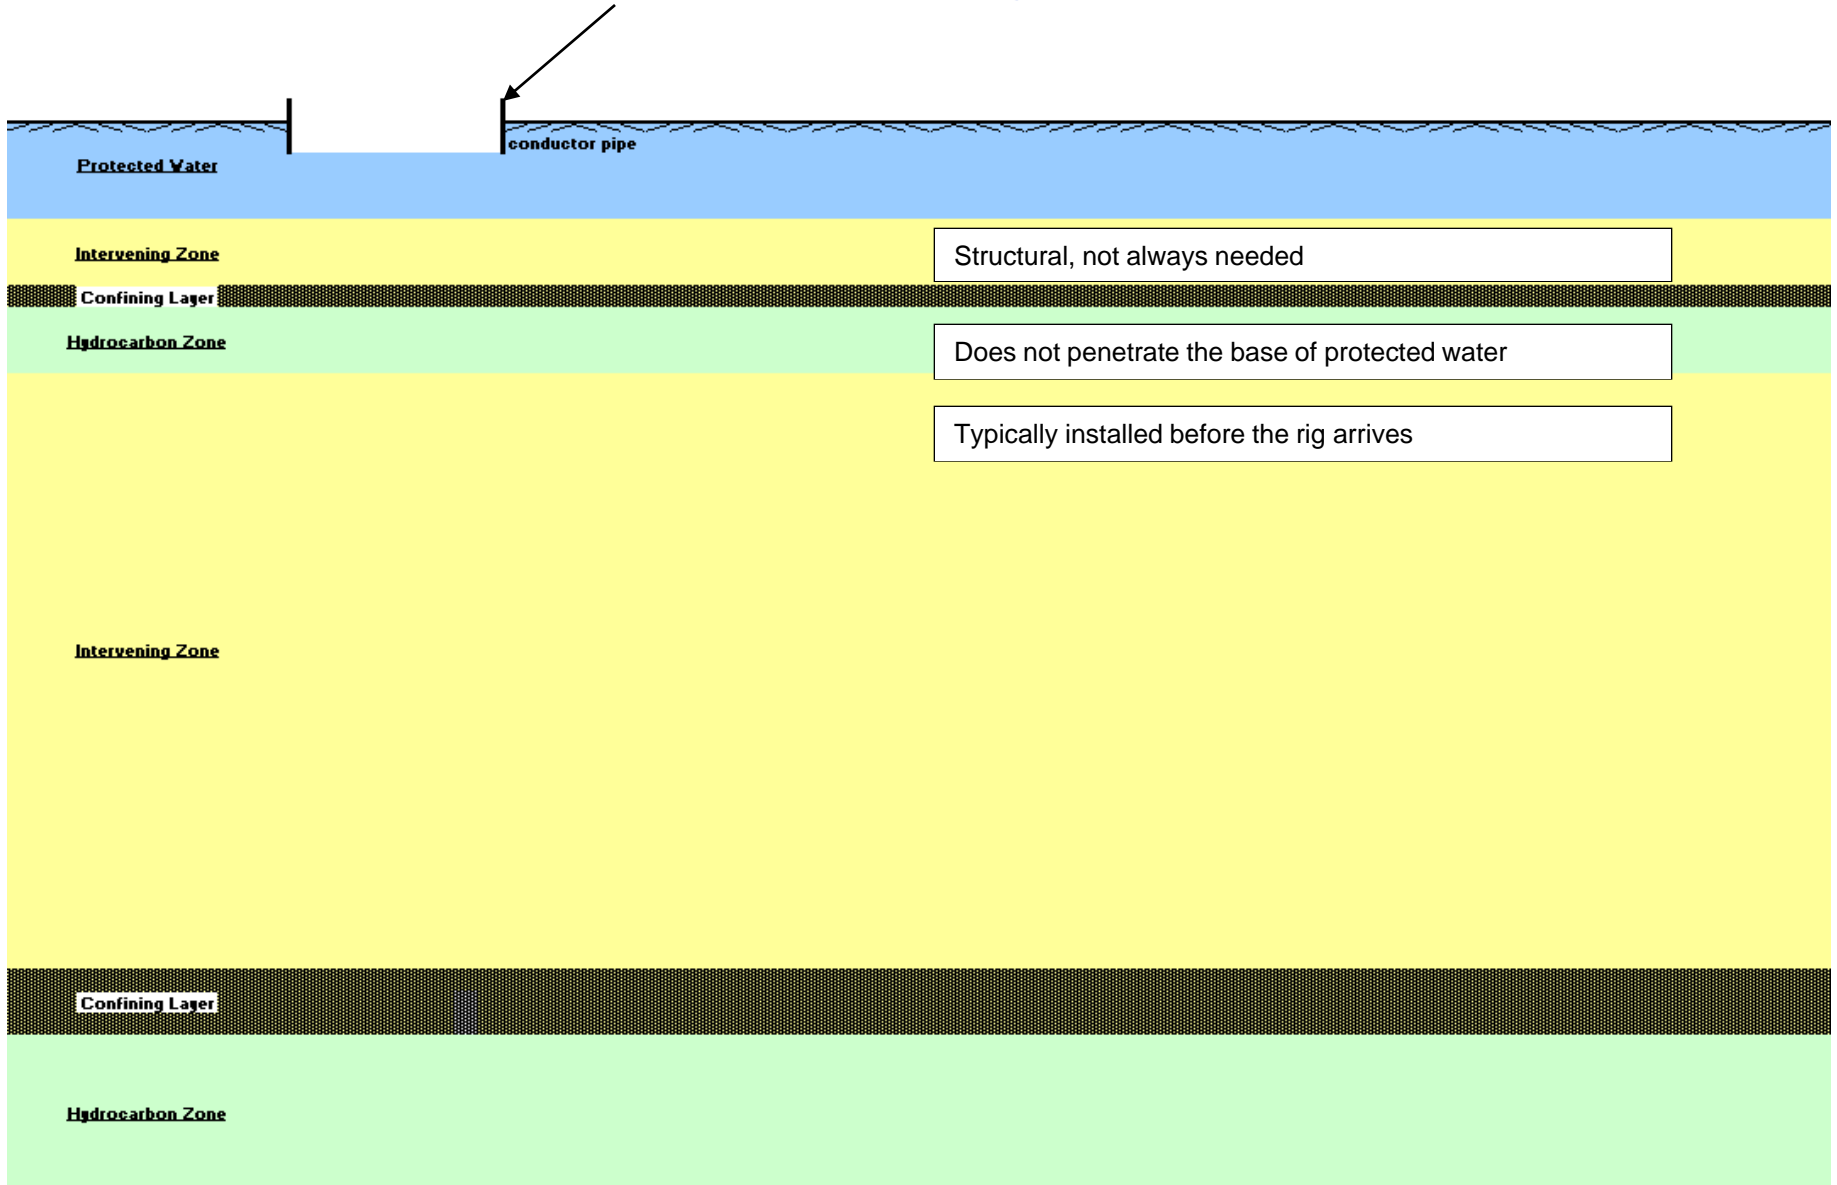 conductor pipe
Protected Water
Intervening Zone
Structural, not always needed
Confining Layer
Hydrocarbon Zone
Does not penetrate the base of protected water
Typically installed before the rig arrives
Intervening Zone
Confining Layer
Hydrocarbon Zone